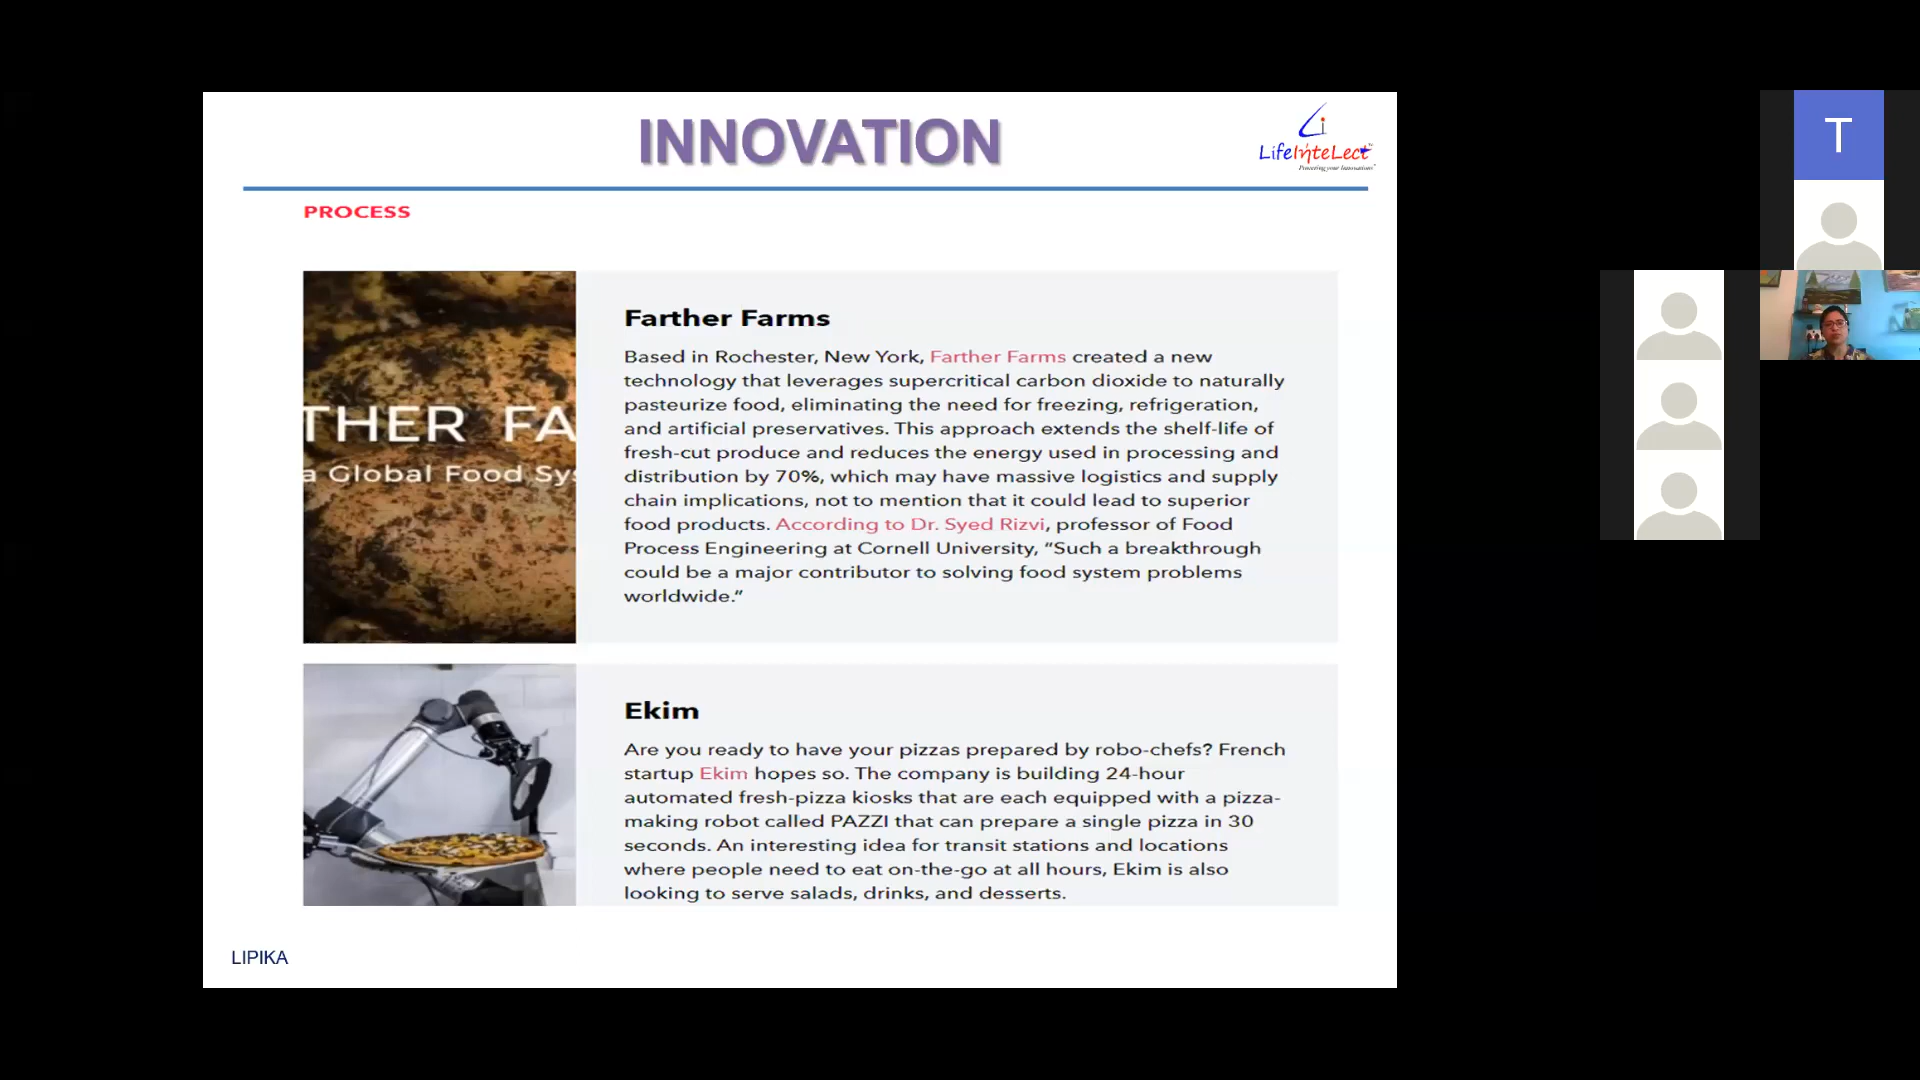 INNOVATION
LifeInteLect
Powering your Innovations
PROCESS
THER FA
a Global Food Sys
Farther Farms
Based in Rochester, New York, Farther Farms created a new
technology that leverages supercritical carbon dioxide to naturally
pasteurize food, eliminating the need for freezing, refrigeration,
and artificial preservatives. This approach extends the shelf-life of
fresh-cut produce and reduces the energy used in processing and
distribution by 70%, which may have massive logistics and supply
chain implications, not to mention that it could lead to superior
food products. According to Dr. Syed Rizvi, professor of Food
Process Engineering at Cornell University, “Such a breakthrough
could be a major contributor to solving food system problems
worldwide.”
Ekim
Are you ready to have your pizzas prepared by robo-chefs? French
startup Ekim hopes so. The company is building 24-hour
automated fresh-pizza kiosks that are each equipped with a pizza-
making robot called PAZZI that can prepare a single pizza in 30
seconds. An interesting idea for transit stations and locations
where people need to eat on-the-go at all hours, Ekim is also
looking to serve salads, drinks, and desserts.
LIPIKA
T